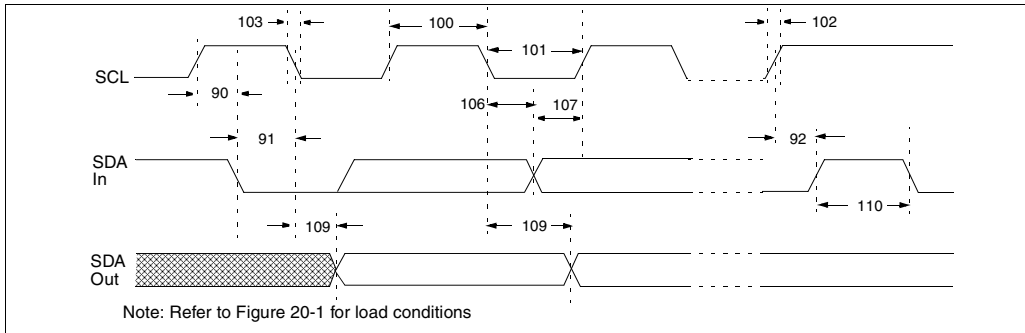 103
100
101
102
SCL
90
106
107
91
92
SDA
In
110
109
109
SDA
Out
Note: Refer to Figure 20-1 for load conditions